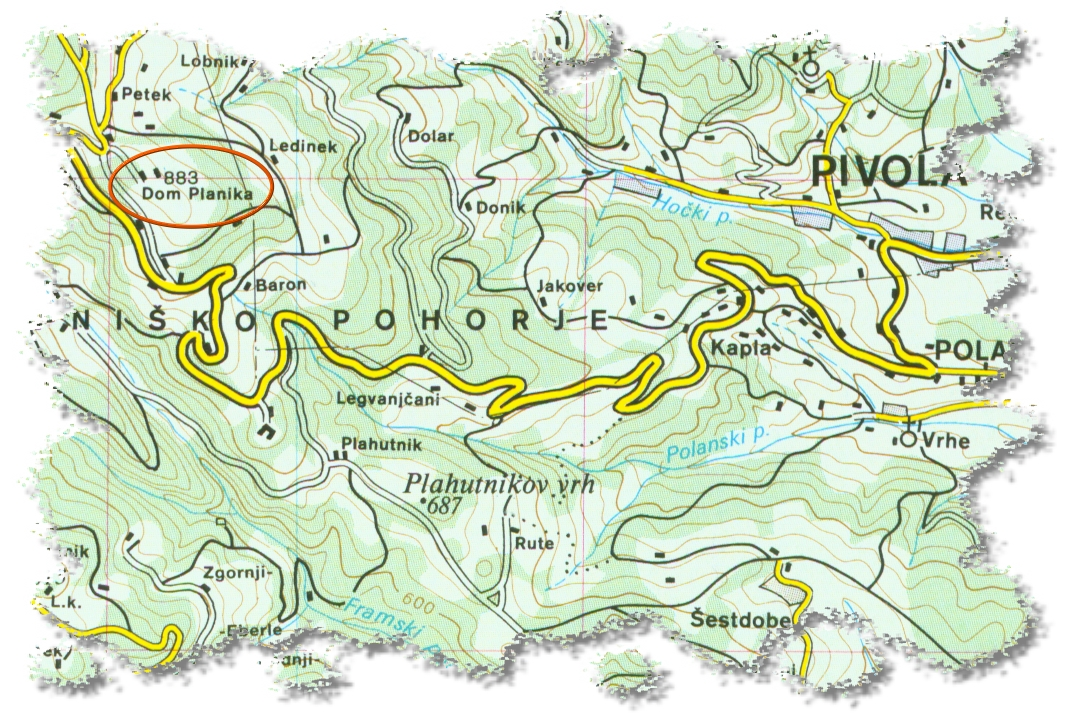 Lobnik
Petek
Dolar
Ledinek
PIVOL
883
Dom Planika
Donik
Hočki p.
Baron
Jakover
NIŠKO POHORJE
Kapla
POLA
Legvanjčani
Plahutnik
Polanski p.
Vrhe
Plahutnikov vrh
687
Rute
Zgornji-
L.k.
600
Framski
Šestdobe
-Eberle